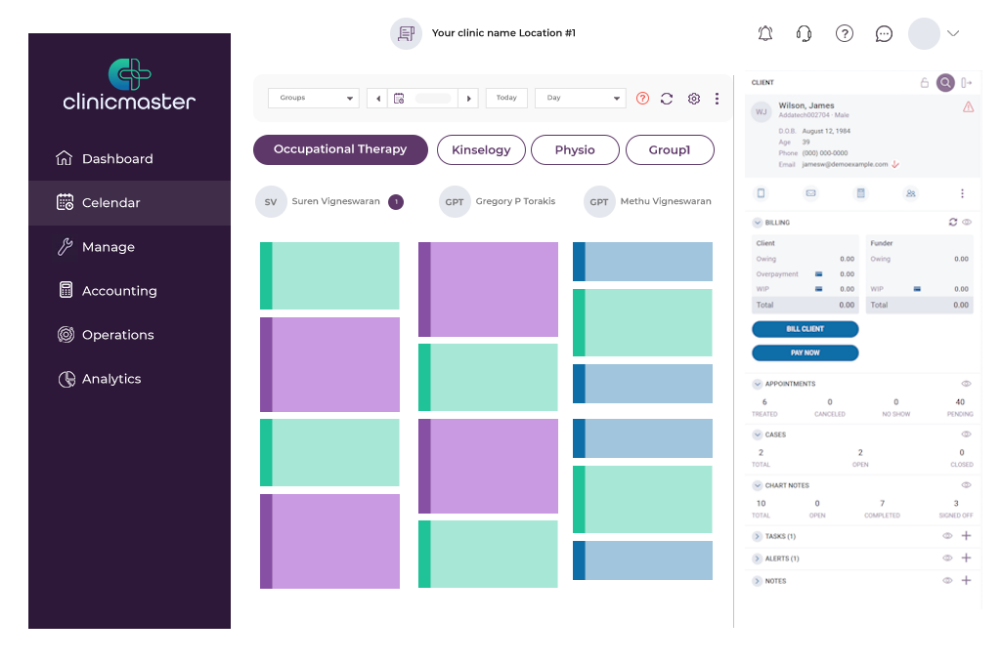 Your clinic name Location #1
clinicmaster
Dashboard
Calendar
Manage
Accounting
Operations
Analytics
Groups
Today
Day
Occupational Therapy
Kinselogy
Physio
Group1
SV Suren Vigneswaran 1
GPT Gregory P Torakis
GPT Methu Vigneswaran
CLIENT
WJ
Wilson, James
Addatech002704 · Male
D.O.B. August 12, 1984
Age 39
Phone (000) 000-0000
Email jamesw@demoexample.com
BILLING
Client Funder
Owing 0.00 Owing 0.00
Overpayment 0.00
WIP 0.00 WIP 0.00
Total 0.00 Total 0.00
BILL CLIENT
PAY NOW
APPOINTMENTS
6 0 0 40
TREATED CANCELED NO SHOW PENDING
CASES
2 2 0
TOTAL OPEN CLOSED
CHART NOTES
10 0 7 3
TOTAL OPEN COMPLETED SIGNED OFF
TASKS (1)
ALERTS (1)
NOTES